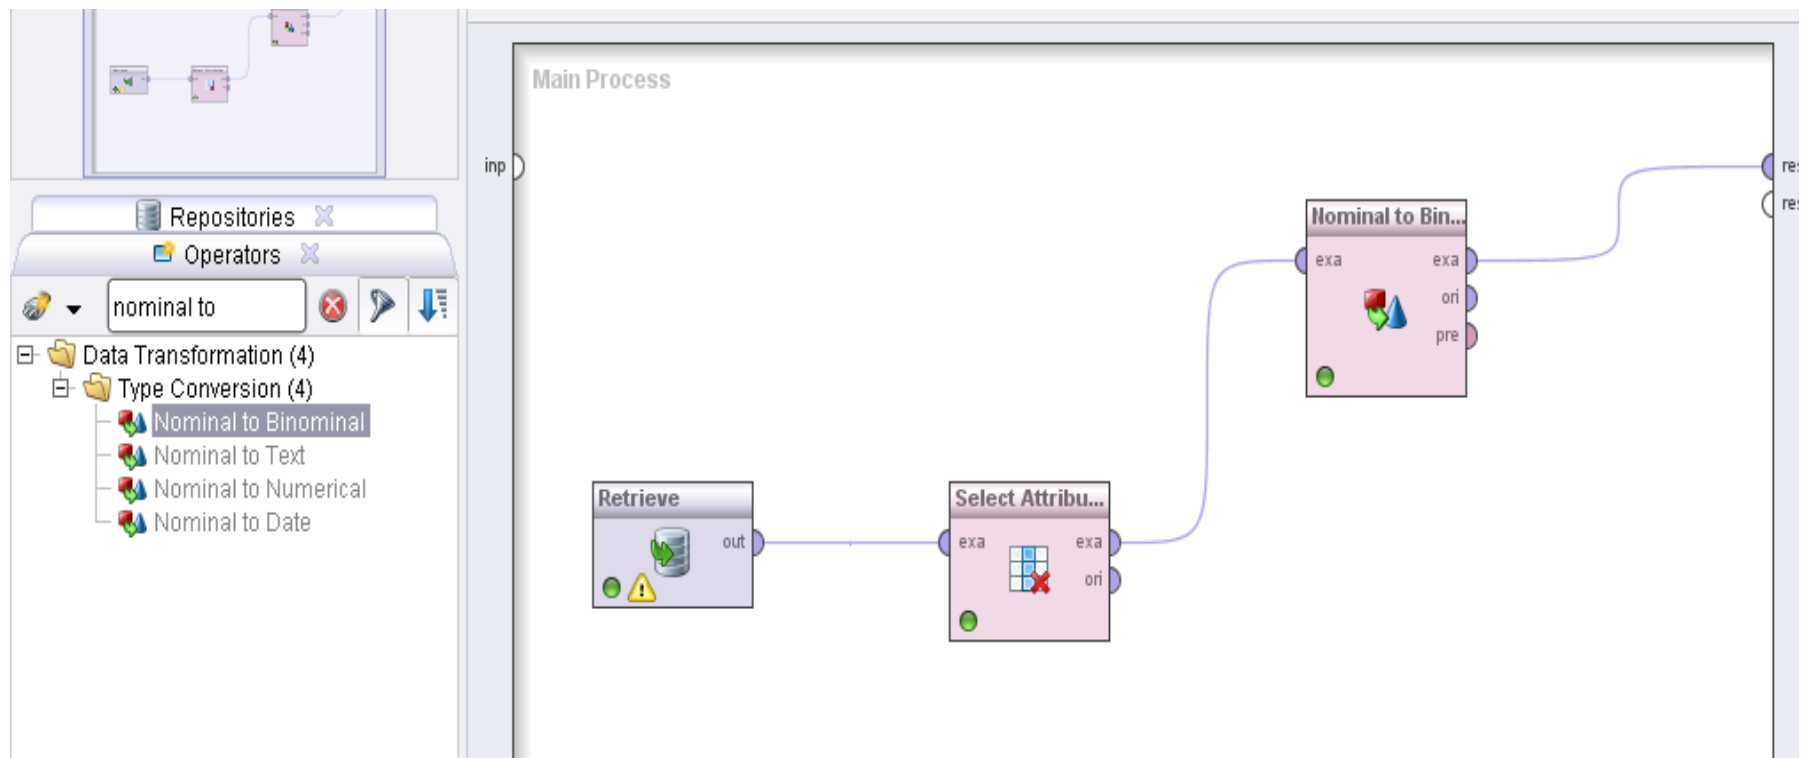 Main Process
inp
res
res
Repositories
Operators
nominal to
Data Transformation (4)
Type Conversion (4)
Nominal to Binominal
Nominal to Text
Nominal to Numerical
Nominal to Date
Retrieve
out
Select Attribu...
exa
exa
ori
Nominal to Bin...
exa
exa
ori
pre